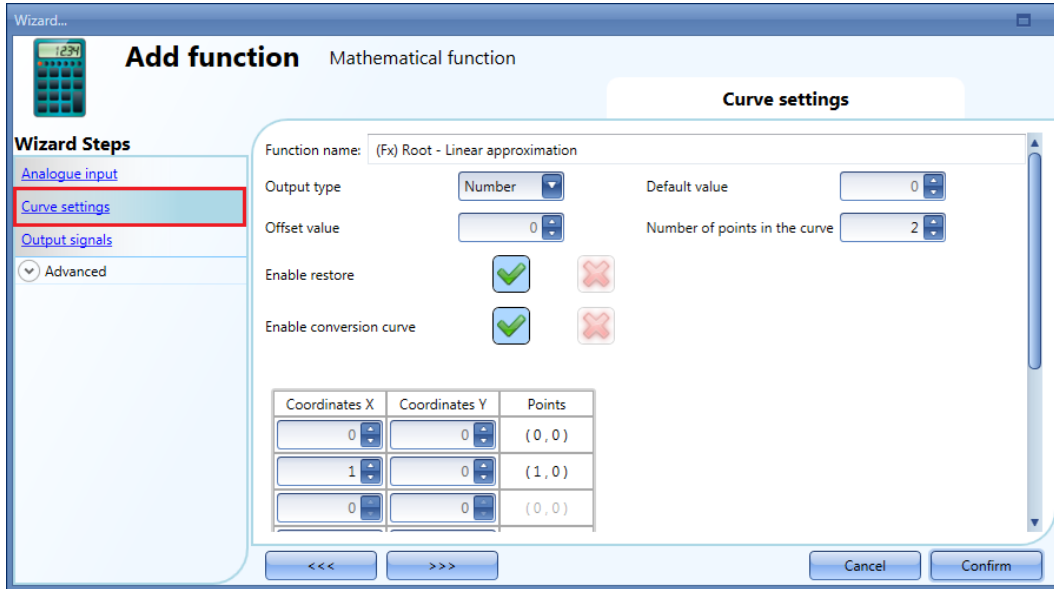 Wizard...
1234
Add function Mathematical function
Curve settings
Wizard Steps
Analogue input
Curve settings
Output signals
Advanced
Function name: (Fx) Root - Linear approximation
Output type Number Default value 0
Offset value 0 Number of points in the curve 2
Enable restore
Enable conversion curve
Coordinates X Coordinates Y Points
0 0 (0,0)
1 0 (1,0)
0 0 (0,0)
<<< >>> Cancel Confirm